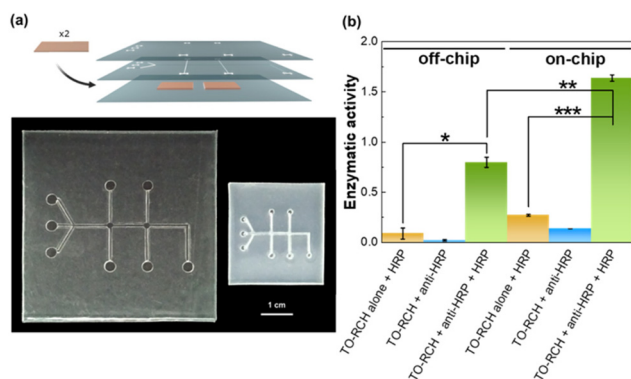 (a)
x2
1 cm
(b)
Enzymatic activity
2.0
1.5
1.0
0.5
0.0
off-chip
on-chip
*
**
***
TO-RCH alone + HRP
TO-RCH + anti-HRP
TO-RCH + anti-HRP + HRP
TO-RCH alone + HRP
TO-RCH + anti-HRP
TO-RCH + anti-HRP + HRP